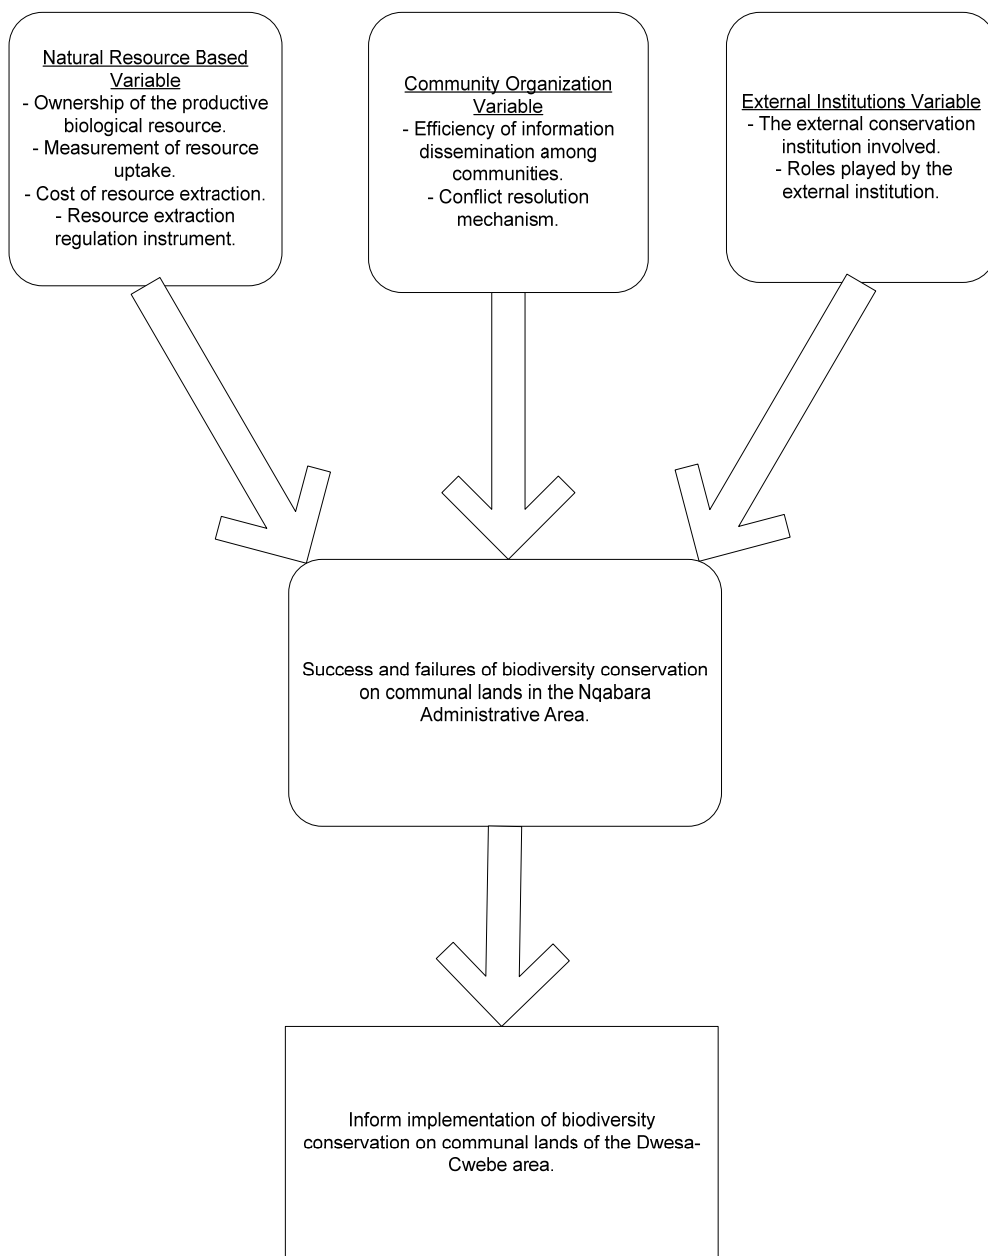 Natural Resource Based
Variable
- Ownership of the productive
biological resource.
- Measurement of resource
uptake.
- Cost of resource extraction.
- Resource extraction
regulation instrument.
Community Organization
Variable
- Efficiency of information
dissemination among
communities.
- Conflict resolution
mechanism.
External Institutions Variable
- The external conservation
institution involved.
- Roles played by the
external institution.
Success and failures of biodiversity conservation
on communal lands in the Nqabara
Administrative Area.
Inform implementation of biodiversity
conservation on communal lands of the Dwesa-
Cwebe area.